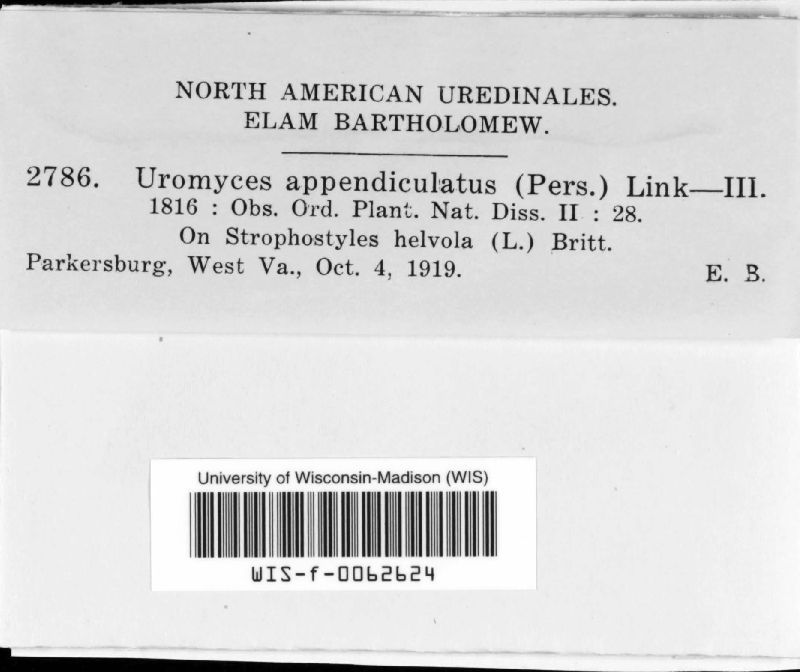 NORTH AMERICAN UREDINALES.
ELAM BARTHOLOMEW.
2786. Uromyces appendiculatus (Pers.) Link—III.
1816 : Obs. Ord. Plant. Nat. Diss. II : 28.
On Strophostyles helvola (L.) Britt.
Parkersburg, West Va., Oct. 4, 1919. E. B.
University of Wisconsin-Madison (WIS)
WIS-f-0062624